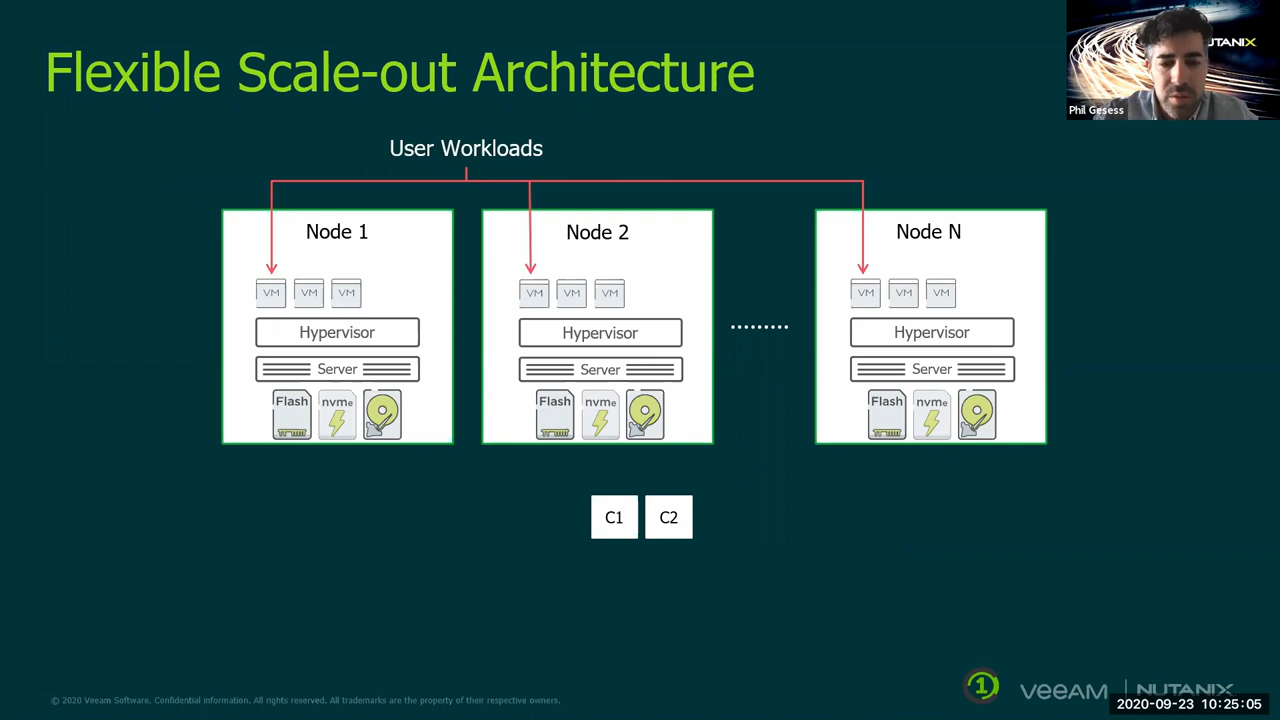 Flexible Scale-out Architecture
UTANIX
Phil Gesess
User Workloads
Node 1
Node 2
Node N
VM VM VM
VM VM VM
VM VM VM
Hypervisor
Hypervisor
Hypervisor
Server
Server
Server
Flash nvme
Flash nvme
Flash nvme
C1 C2
© 2020 Veeam Software. Confidential information. All rights reserved. All trademarks are the property of their respective owners.
1 VEEAM NUTANIX
2020-09-23 10:25:05